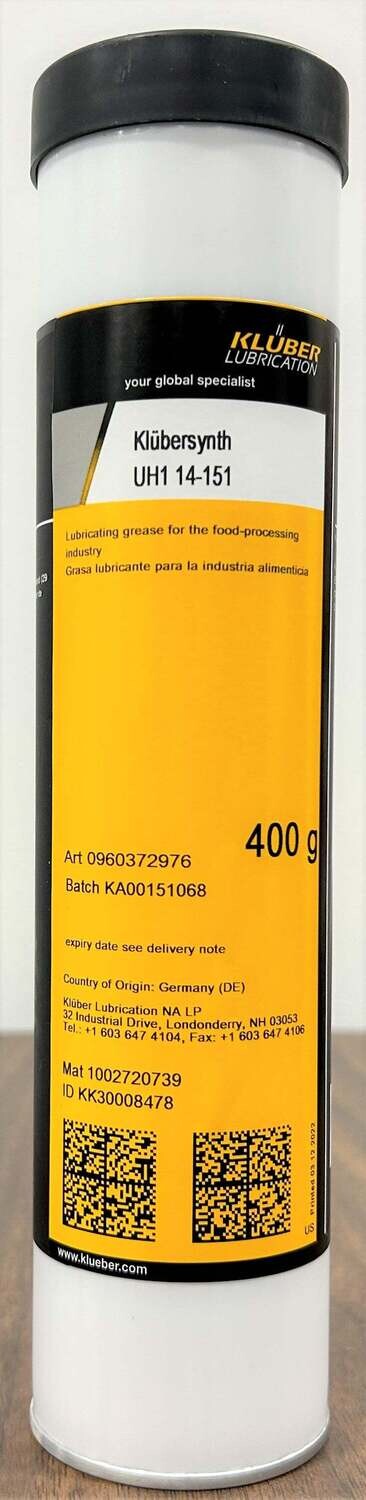 KLÜBER
LUBRICATION
your global specialist
Klübersynth
UH1 14-151
Lubricating grease for the food-processing
industry
Grasa lubricante para la industria alimenticia
400 g
Art 0960372976
Batch KA00151068
expiry date see delivery note
Country of Origin: Germany (DE)
Klüber Lubrication NA LP
32 Industrial Drive, Londonderry, NH 03053
Tel.: +1 603 647 4104, Fax: +1 603 647 4106
Mat 1002720739
ID KK30008478
US Printed 03.12.2022
www.klueber.com